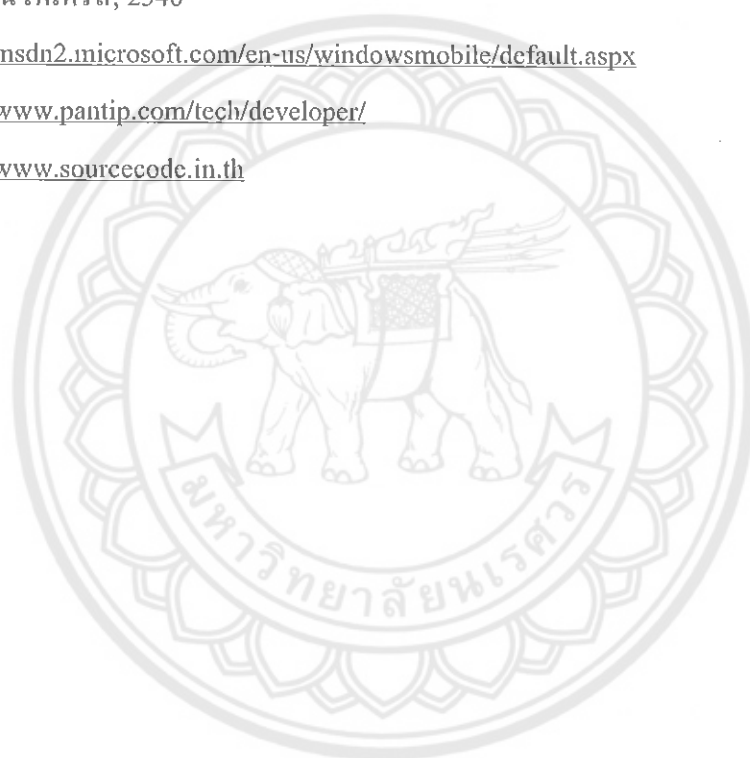 2546
msdn2.microsoft.com/en-us/windowsmobile/default.aspx
www.pantip.com/tech/developer/
www.sourcecode.in.th
มหาวิทยาลัยนเรศวร